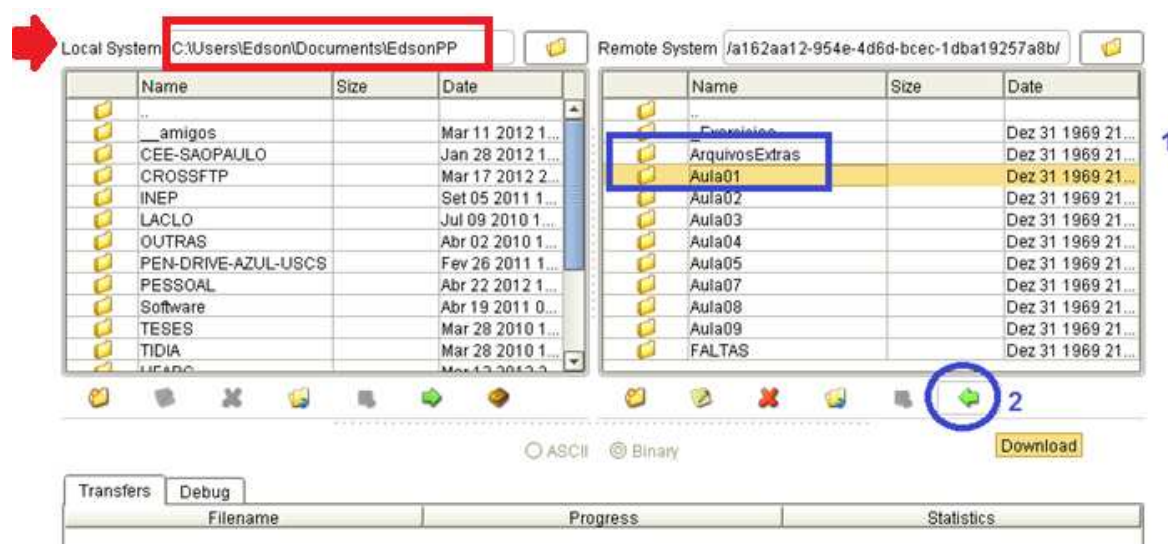 Local System C:\Users\Edson\Documents\EdsonPP
Name Size Date
..
__amigos Mar 11 2012 1...
CEE-SAOPAULO Jan 28 2012 1...
CROSSFTP Mar 17 2012 2...
INEP Set 05 2011 1...
LACLO Jul 09 2010 1...
OUTRAS Abr 02 2010 1...
PEN-DRIVE-AZUL-USCS Fev 26 2011 1...
PESSOAL Abr 22 2012 1...
Software Abr 19 2011 0...
TESES Mar 28 2010 1...
TIDIA Mar 28 2010 1...
Remote System /a162aa12-954e-4d6d-bcec-1dba19257a8b/
Name Size Date
..
_Exercicios Dez 31 1969 21...
1
ArquivosExtras Dez 31 1969 21...
Aula01 Dez 31 1969 21...
Aula02 Dez 31 1969 21...
Aula03 Dez 31 1969 21...
Aula04 Dez 31 1969 21...
Aula05 Dez 31 1969 21...
Aula07 Dez 31 1969 21...
Aula08 Dez 31 1969 21...
Aula09 Dez 31 1969 21...
FALTAS Dez 31 1969 21...
2
Download
ASCII Binary
Transfers Debug
Filename Progress Statistics